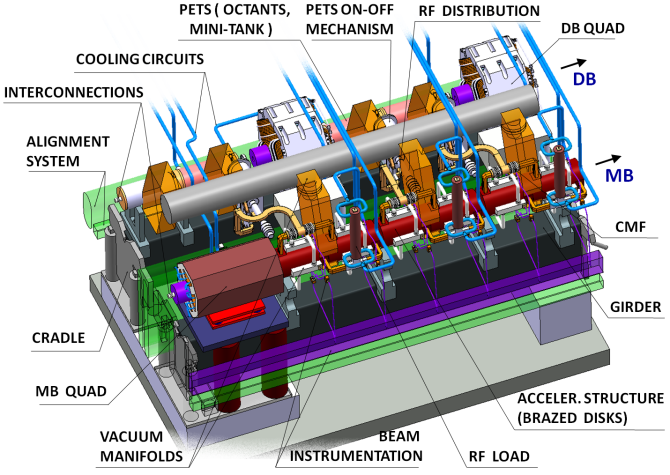 PETS ( OCTANTS,
MINI-TANK )
PETS ON-OFF
MECHANISM
RF DISTRIBUTION
DB QUAD
COOLING CIRCUITS
INTERCONNECTIONS
DB
ALIGNMENT
SYSTEM
MB
CMF
GIRDER
CRADLE
MB QUAD
ACCELER. STRUCTURE
(BRAZED DISKS)
VACUUM
MANIFOLDS
BEAM
INSTRUMENTATION
RF LOAD